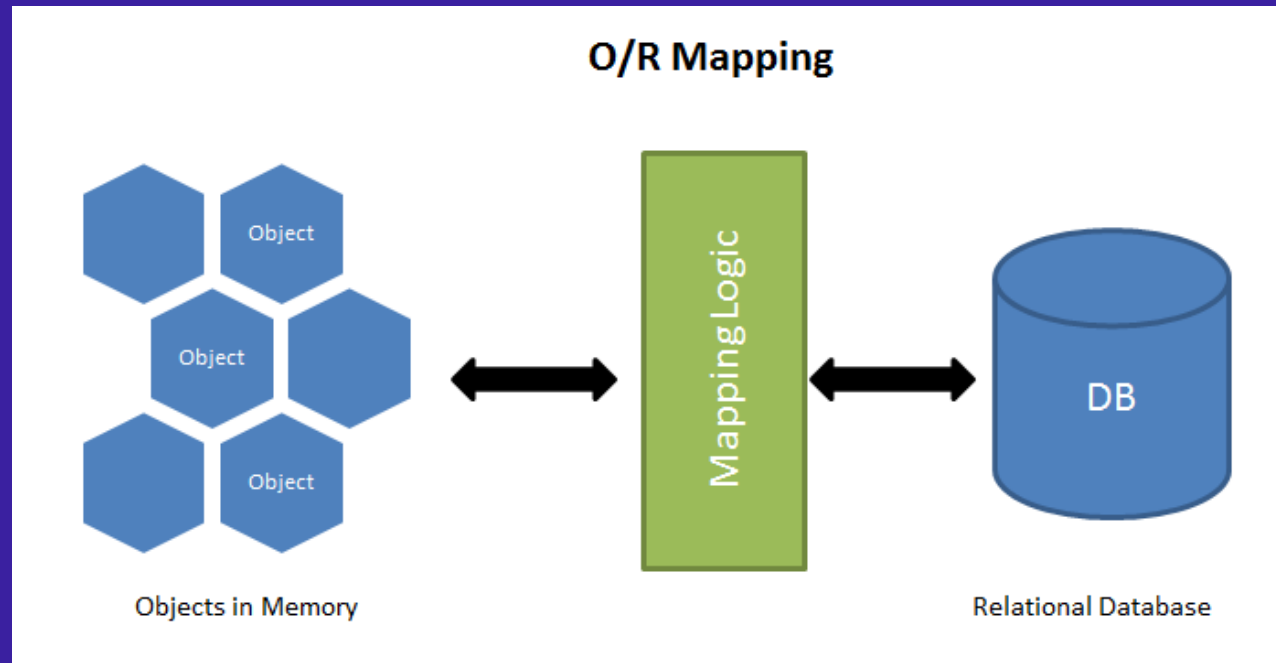 O/R Mapping
Object
Object
Object
Mapping Logic
DB
Objects in Memory
Relational Database